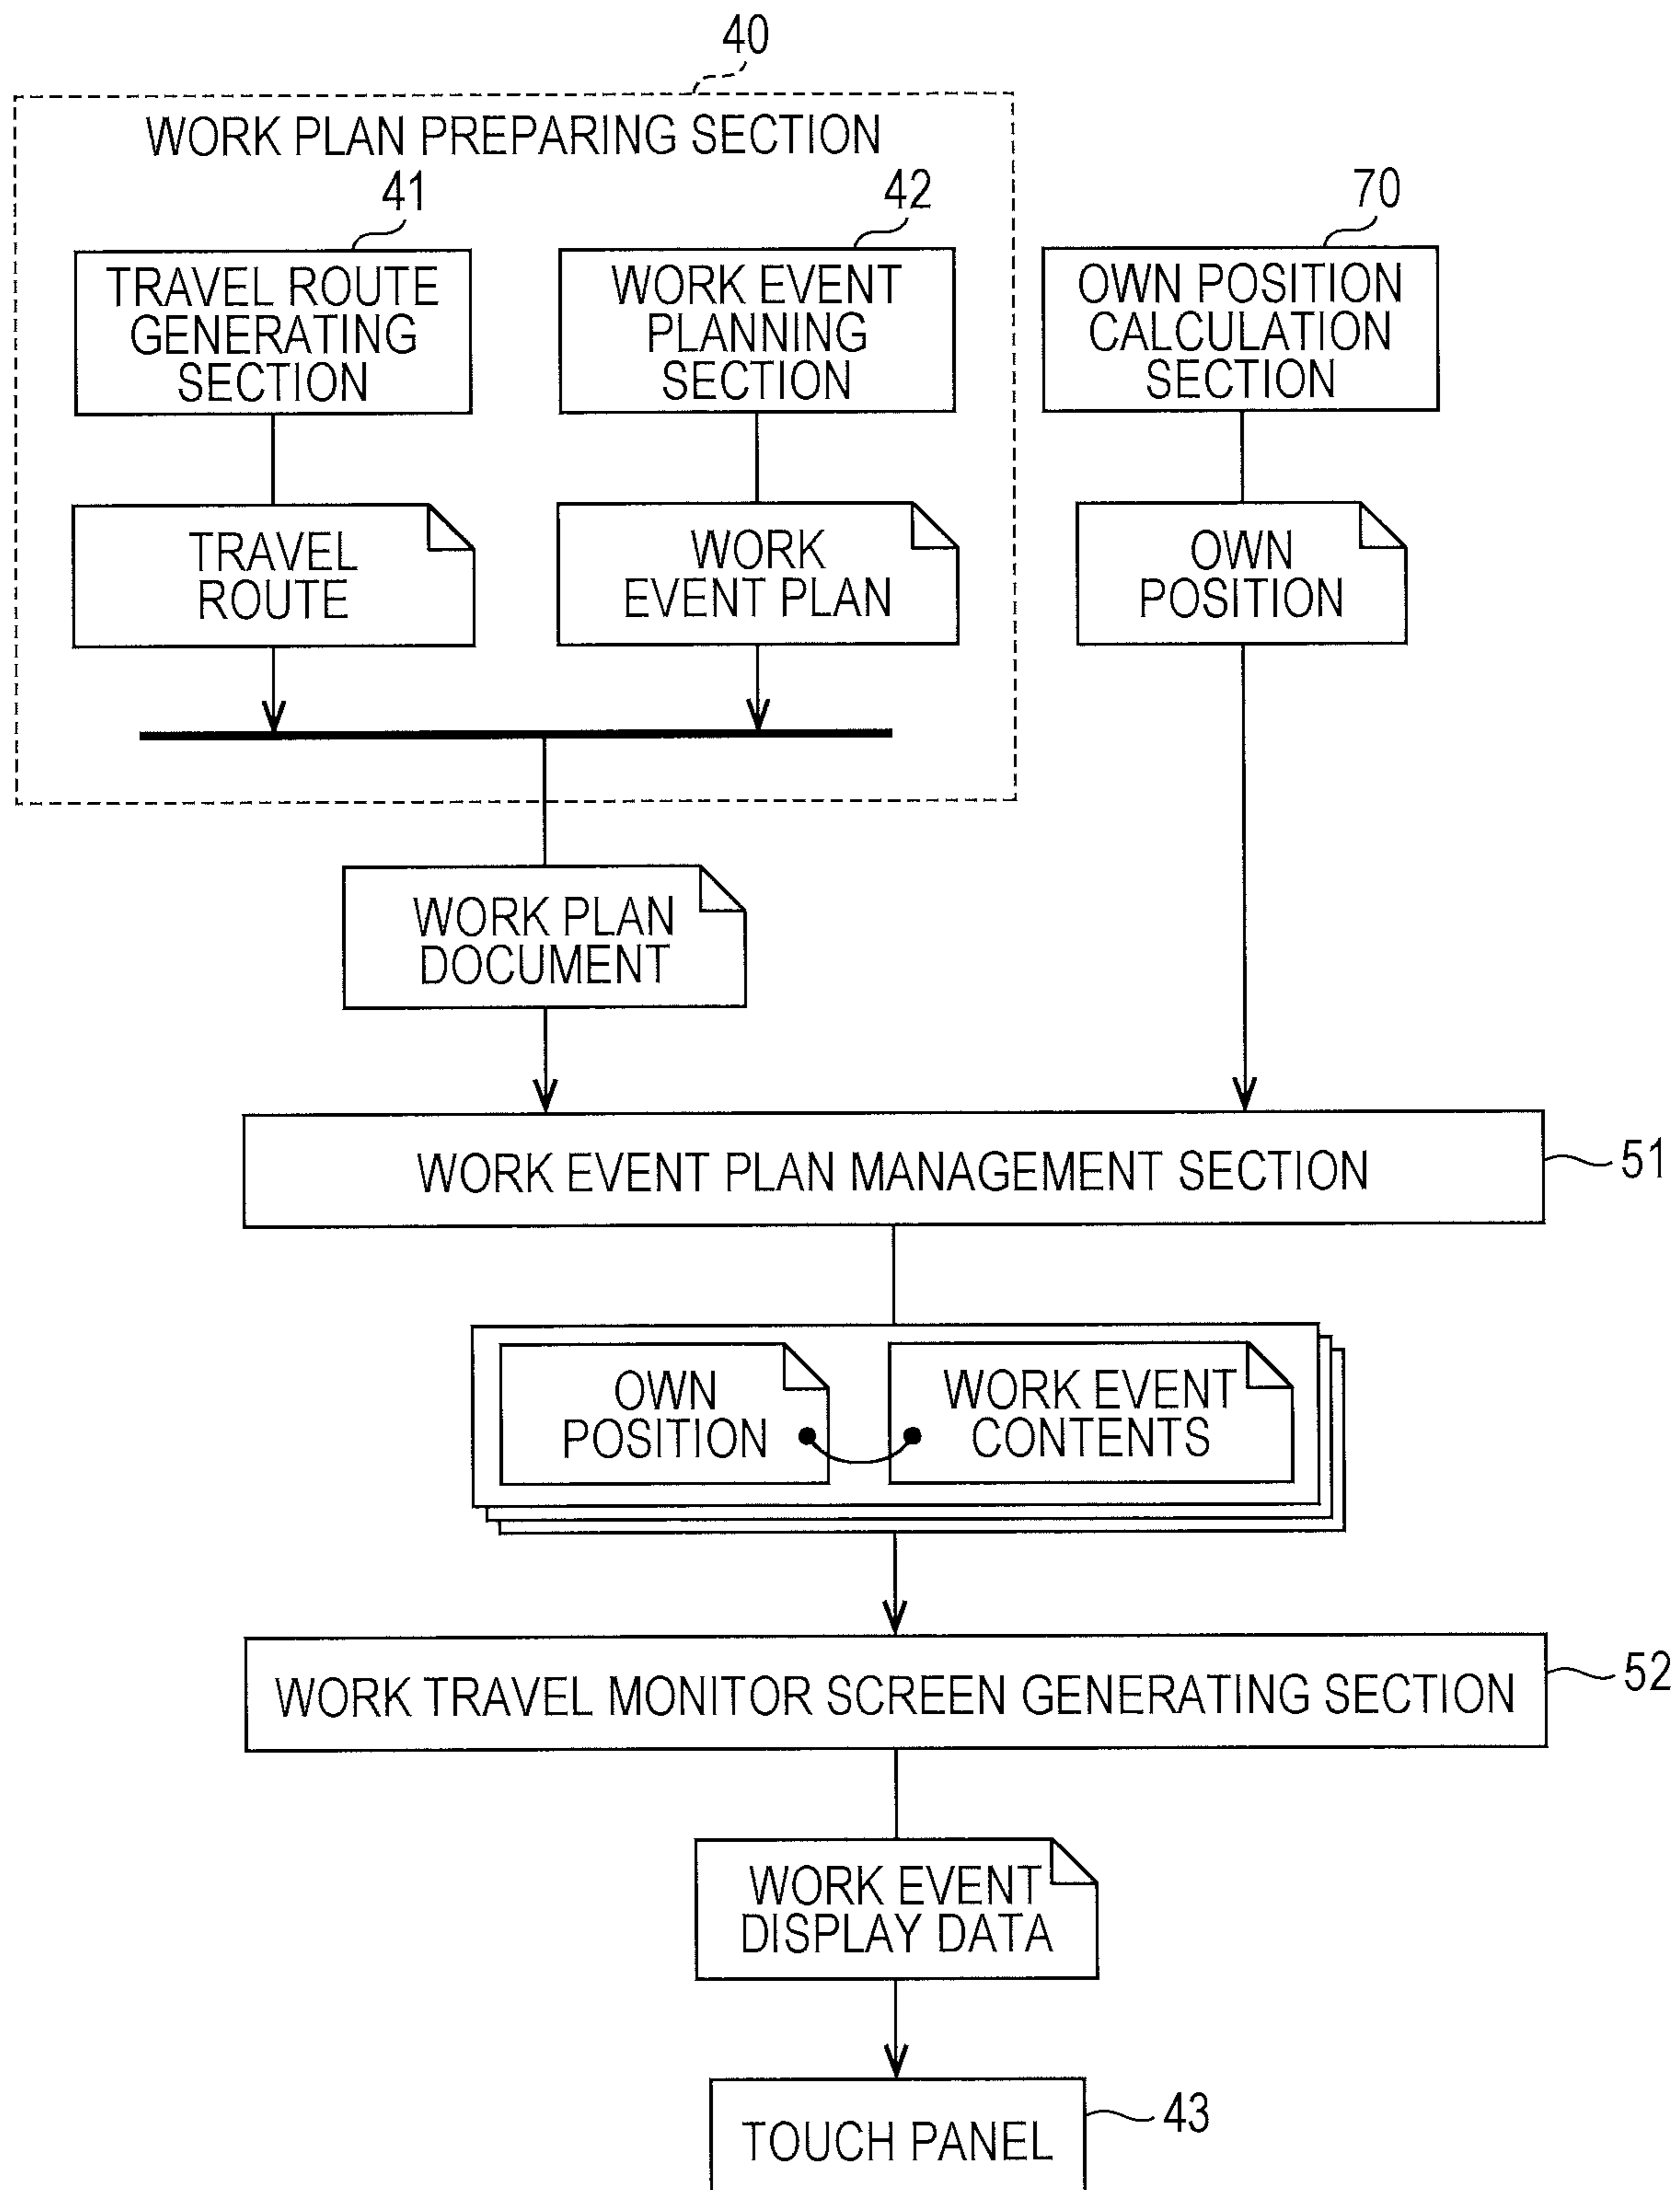 40
WORK PLAN PREPARING SECTION
41
42
70
TRAVEL ROUTE
GENERATING
SECTION
WORK EVENT
PLANNING
SECTION
OWN POSITION
CALCULATION
SECTION
TRAVEL
ROUTE
WORK
EVENT PLAN
OWN
POSITION
WORK PLAN
DOCUMENT
WORK EVENT PLAN MANAGEMENT SECTION
51
OWN
POSITION
WORK EVENT
CONTENTS
WORK TRAVEL MONITOR SCREEN GENERATING SECTION
52
WORK EVENT
DISPLAY DATA
TOUCH PANEL
43